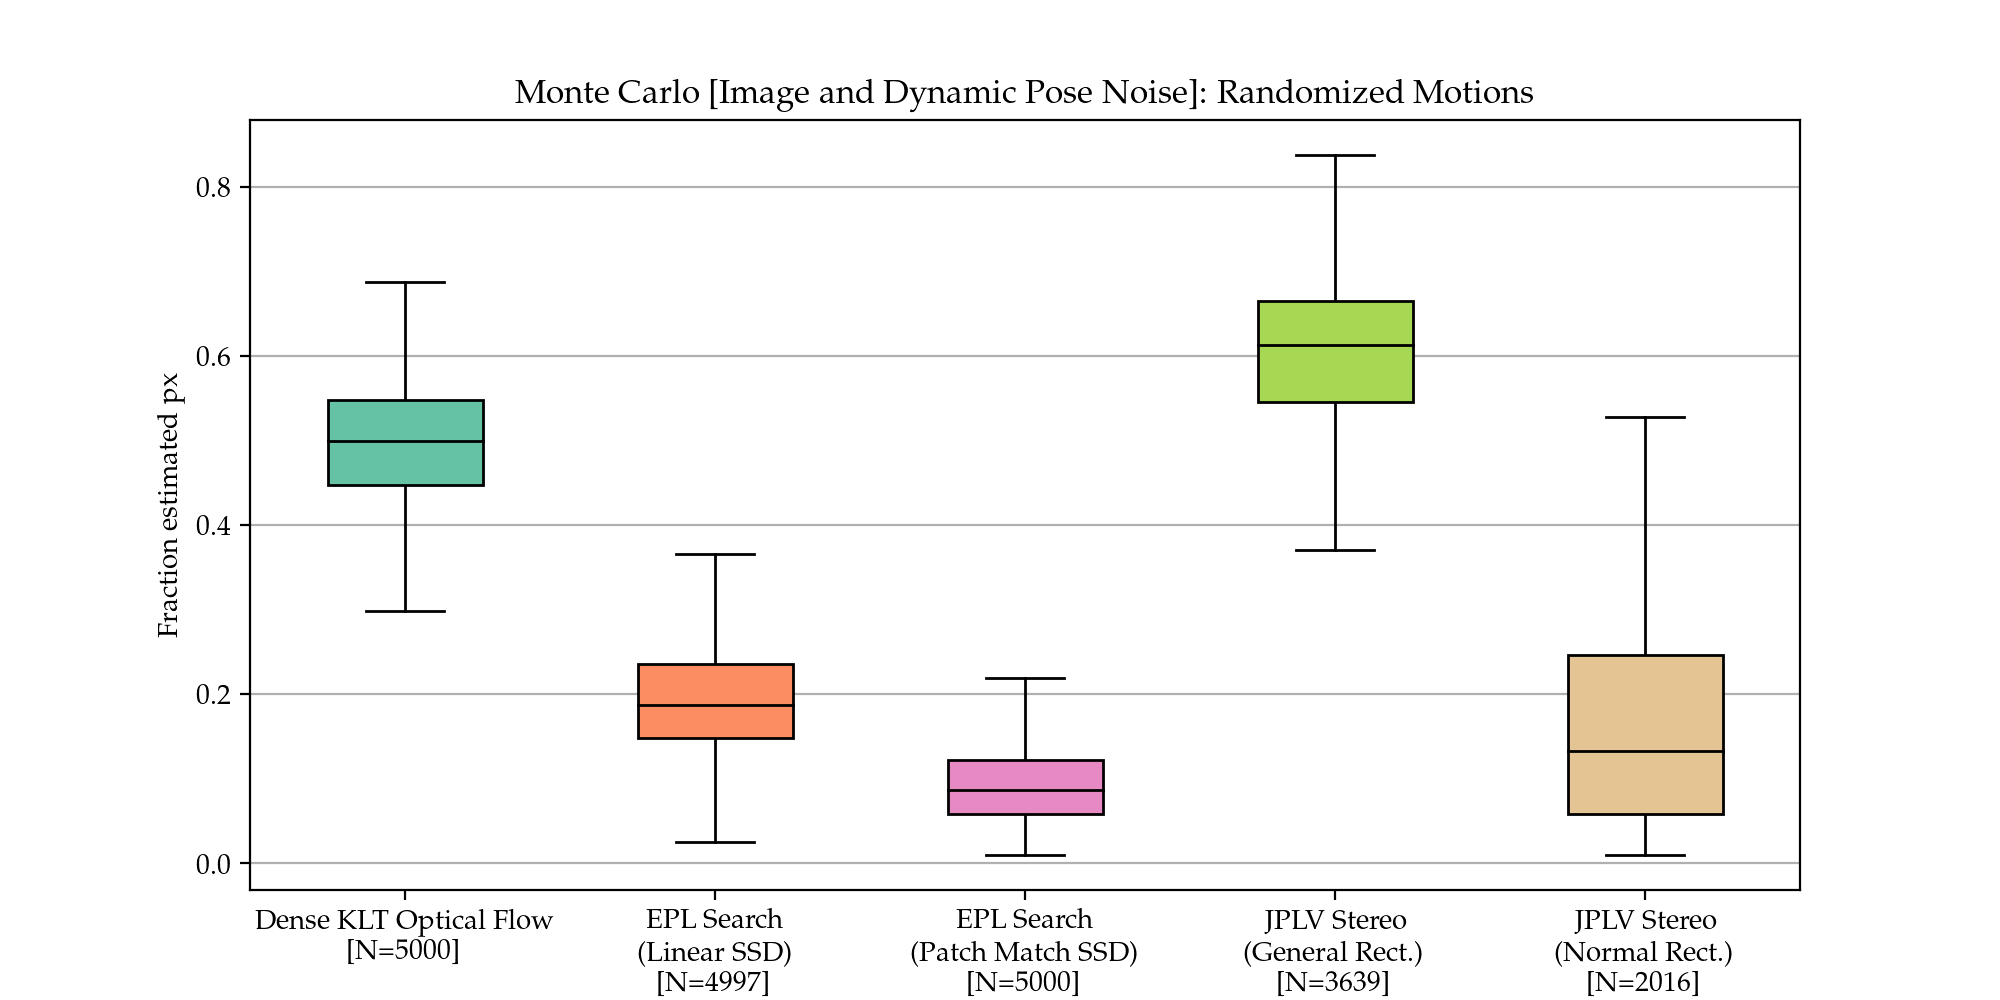 Monte Carlo [Image and Dynamic Pose Noise]: Randomized Motions
Fraction estimated px
0.8
0.6
0.4
0.2
0.0
Dense KLT Optical Flow
[N=5000]
EPL Search
(Linear SSD)
[N=4997]
EPL Search
(Patch Match SSD)
[N=5000]
JPLV Stereo
(General Rect.)
[N=3639]
JPLV Stereo
(Normal Rect.)
[N=2016]